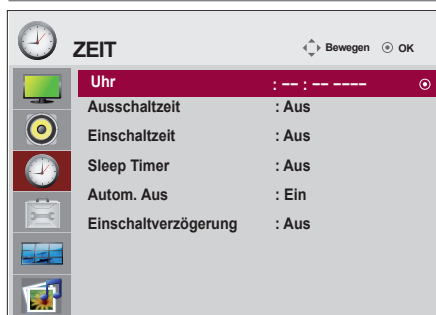 ZEIT Bewegen OK
Uhr : -- : -- ----
Ausschaltzeit : Aus
Einschaltzeit : Aus
Sleep Timer : Aus
Autom. Aus : Ein
Einschaltverzögerung : Aus